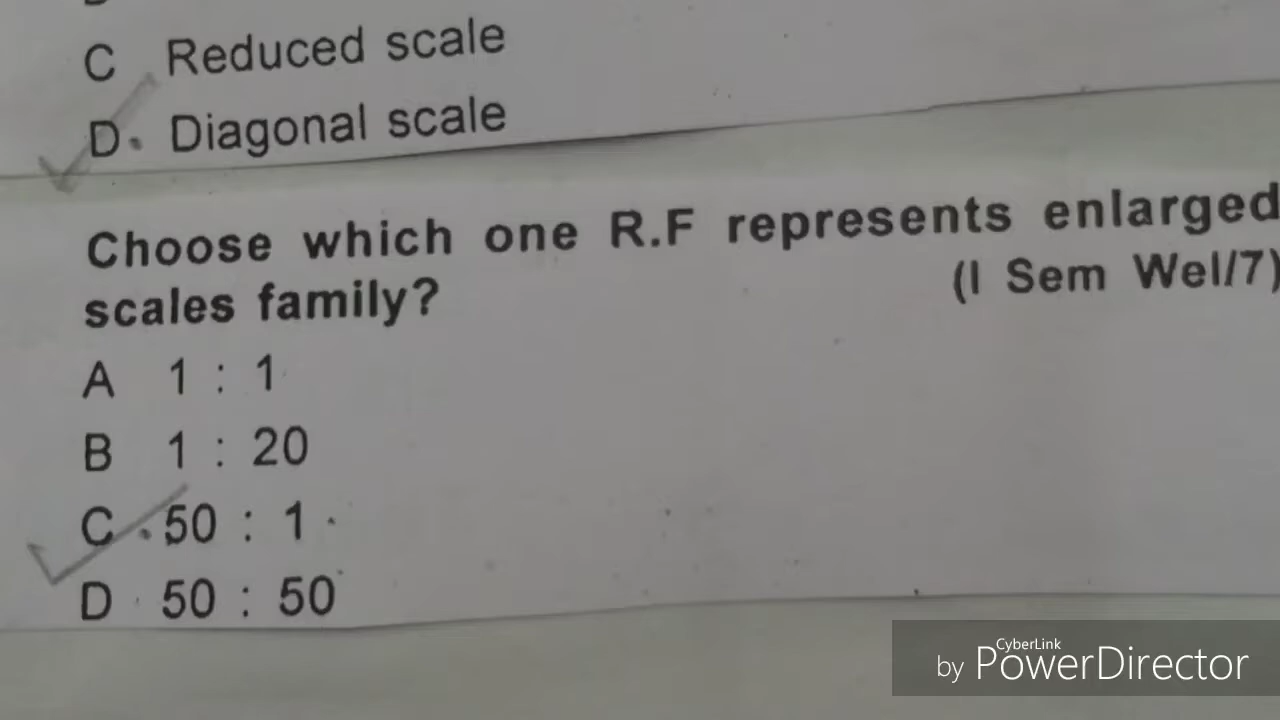 C Reduced scale
D. Diagonal scale
Choose which one R.F represents enlarged
scales family?
(I Sem Wel/7)
A 1 : 1
B 1 : 20
C . 50 : 1 .
D 50 : 50
CyberLink
by PowerDirector